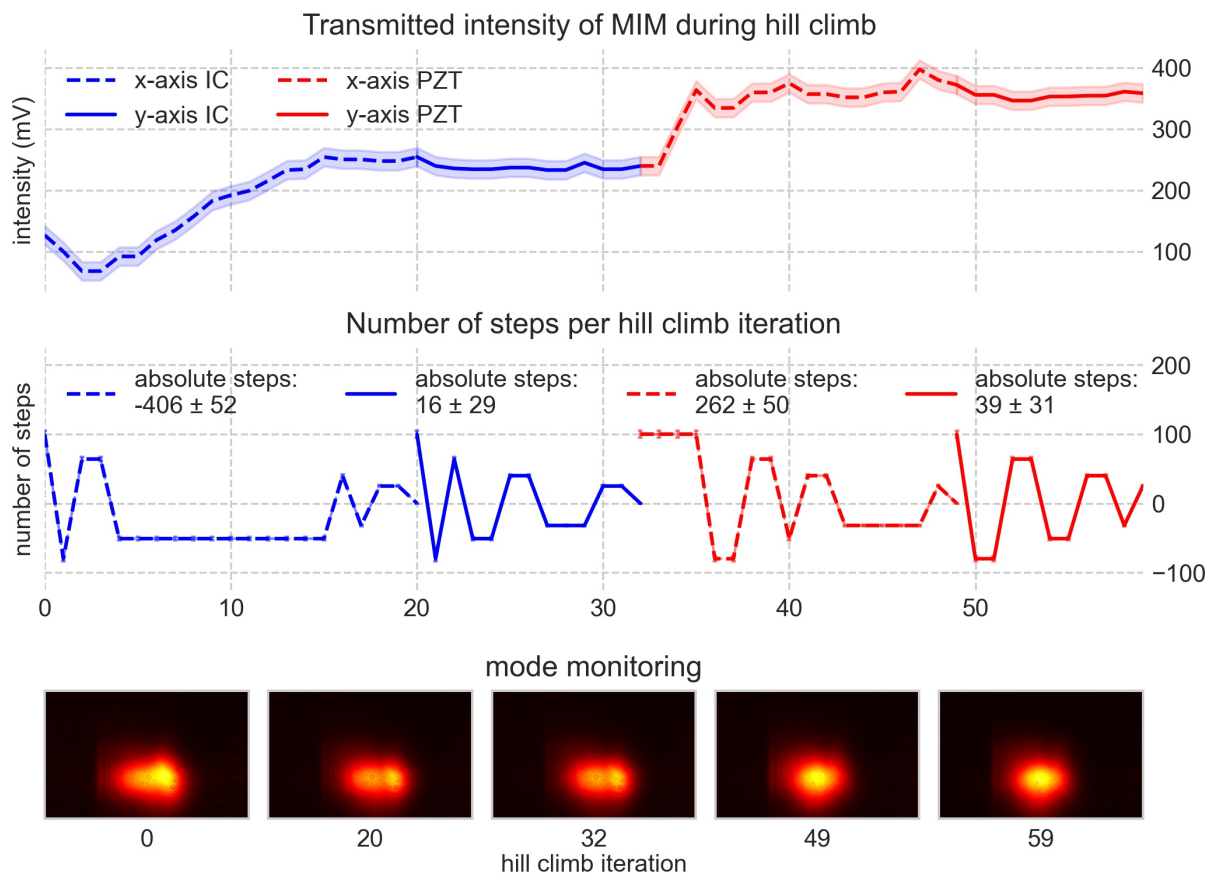 Transmitted intensity of MIM during hill climb
x-axis IC
x-axis PZT
y-axis IC
y-axis PZT
intensity (mV)
400
300
200
100
Number of steps per hill climb iteration
absolute steps:
-406 ± 52
absolute steps:
16 ± 29
absolute steps:
262 ± 50
absolute steps:
39 ± 31
number of steps
200
100
0
−100
0 10 20 30 40 50
mode monitoring
0 20 32 49 59
hill climb iteration